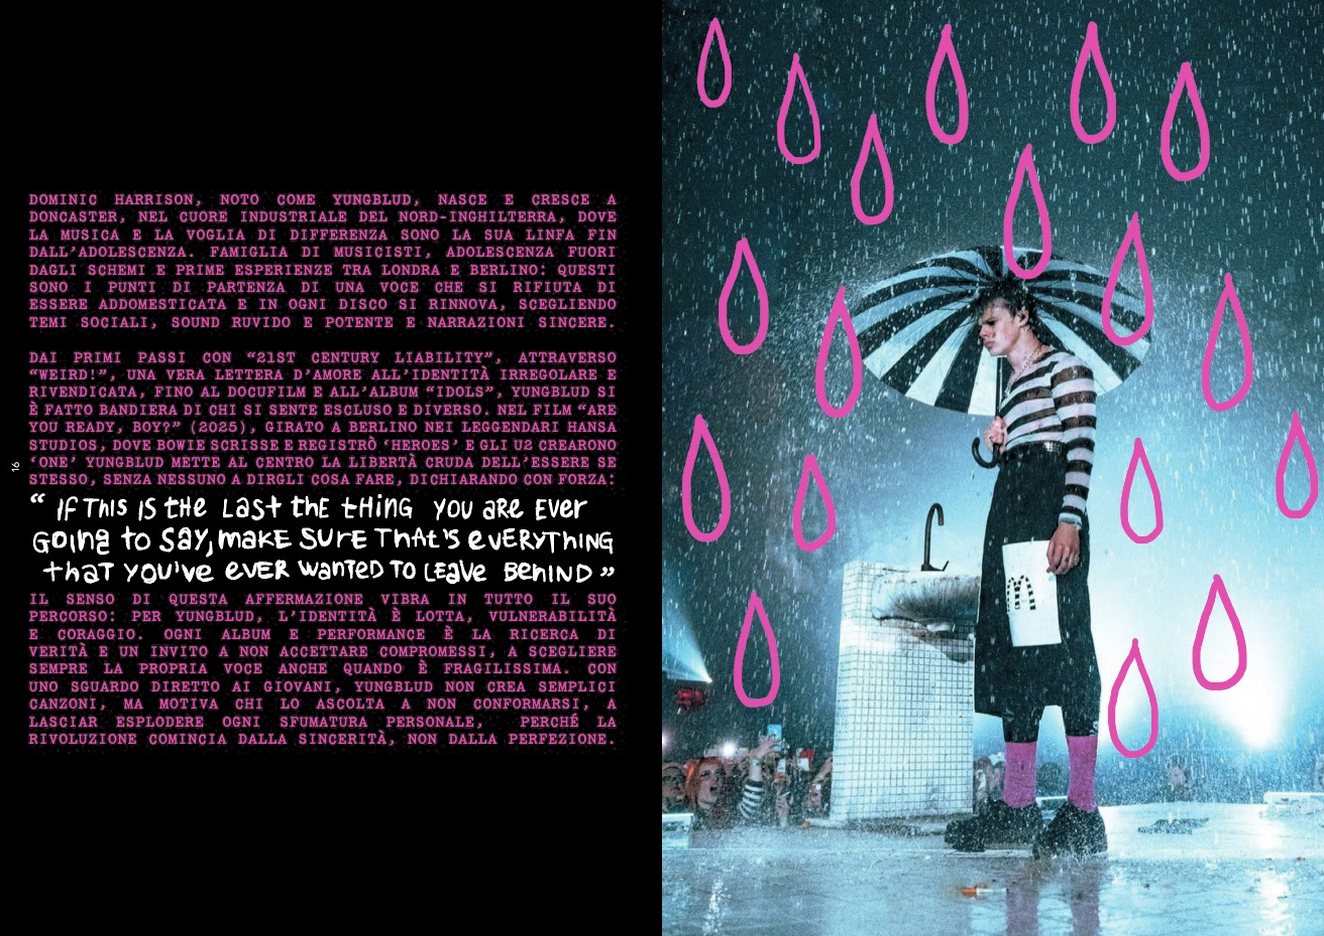 DOMINIC HARRISON, NOTO COME YUNGBLUD, NASCE E CRESCE A
DONCASTER, NEL CUORE INDUSTRIALE DEL NORD-INGHILTERRA, DOVE
LA MUSICA E LA VOGLIA DI DIFFERENZA SONO LA SUA LINFA FIN
DALL'ADOLESCENZA. FAMIGLIA DI MUSICISTI, ADOLESCENZA FUORI
DAGLI SCHEMI E PRIME ESPERIENZE TRA LONDRA E BERLINO: QUESTI
SONO I PUNTI DI PARTENZA DI UNA VOCE CHE SI RIFIUTA DI
ESSERE ADDOMESTICATA E IN OGNI DISCO SI RINNOVA, SCEGLIENDO
TEMI SOCIALI, SOUND RUVIDO E POTENTE E NARRAZIONI SINCERE.
DAI PRIMI PASSI CON “21ST CENTURY LIABILITY”, ATTRAVERSO
“WEIRD!”, UNA VERA LETTERA D'AMORE ALL'IDENTITÀ IRREGOLARE E
RIVENDICATA, FINO AL DOCUFILM E ALL'ALBUM “IDOLS”, YUNGBLUD SI
È FATTO BANDIERA DI CHI SI SENTE ESCLUSO E DIVERSO. NEL FILM “ARE
YOU READY, BOY?” (2025), GIRATO A BERLINO NEI LEGGENDARI HANSA
STUDIOS, DOVE BOWIE SCRISSE E REGISTRÒ ‘HEROES’ E GLI U2 CREARONO
‘ONE’ YUNGBLUD METTE AL CENTRO LA LIBERTÀ CRUDA DELL'ESSERE SE
STESSO, SENZA NESSUNO A DIRGLI COSA FARE, DICHIARANDO CON FORZA:
“ IF THIS IS THE LAST THE THING YOU ARE EVER
GOING TO SAY, MAKE SURE THAT'S EVERYTHING
THAT YOU'VE EVER WANTED TO LEAVE BEHIND ”
IL SENSO DI QUESTA AFFERMAZIONE VIBRA IN TUTTO IL SUO
PERCORSO: PER YUNGBLUD, L'IDENTITÀ È LOTTA, VULNERABILITÀ
E CORAGGIO. OGNI ALBUM E PERFORMANCE È LA RICERCA DI
VERITÀ E UN INVITO A NON ACCETTARE COMPROMESSI, A SCEGLIERE
SEMPRE LA PROPRIA VOCE ANCHE QUANDO È FRAGILISSIMA. CON
UNO SGUARDO DIRETTO AI GIOVANI, YUNGBLUD NON CREA SEMPLICI
CANZONI, MA MOTIVA CHI LO ASCOLTA A NON CONFORMARSI, A
LASCIAR ESPLODERE OGNI SFUMATURA PERSONALE, PERCHÉ LA
RIVOLUZIONE COMINCIA DALLA SINCERITÀ, NON DALLA PERFEZIONE.
16